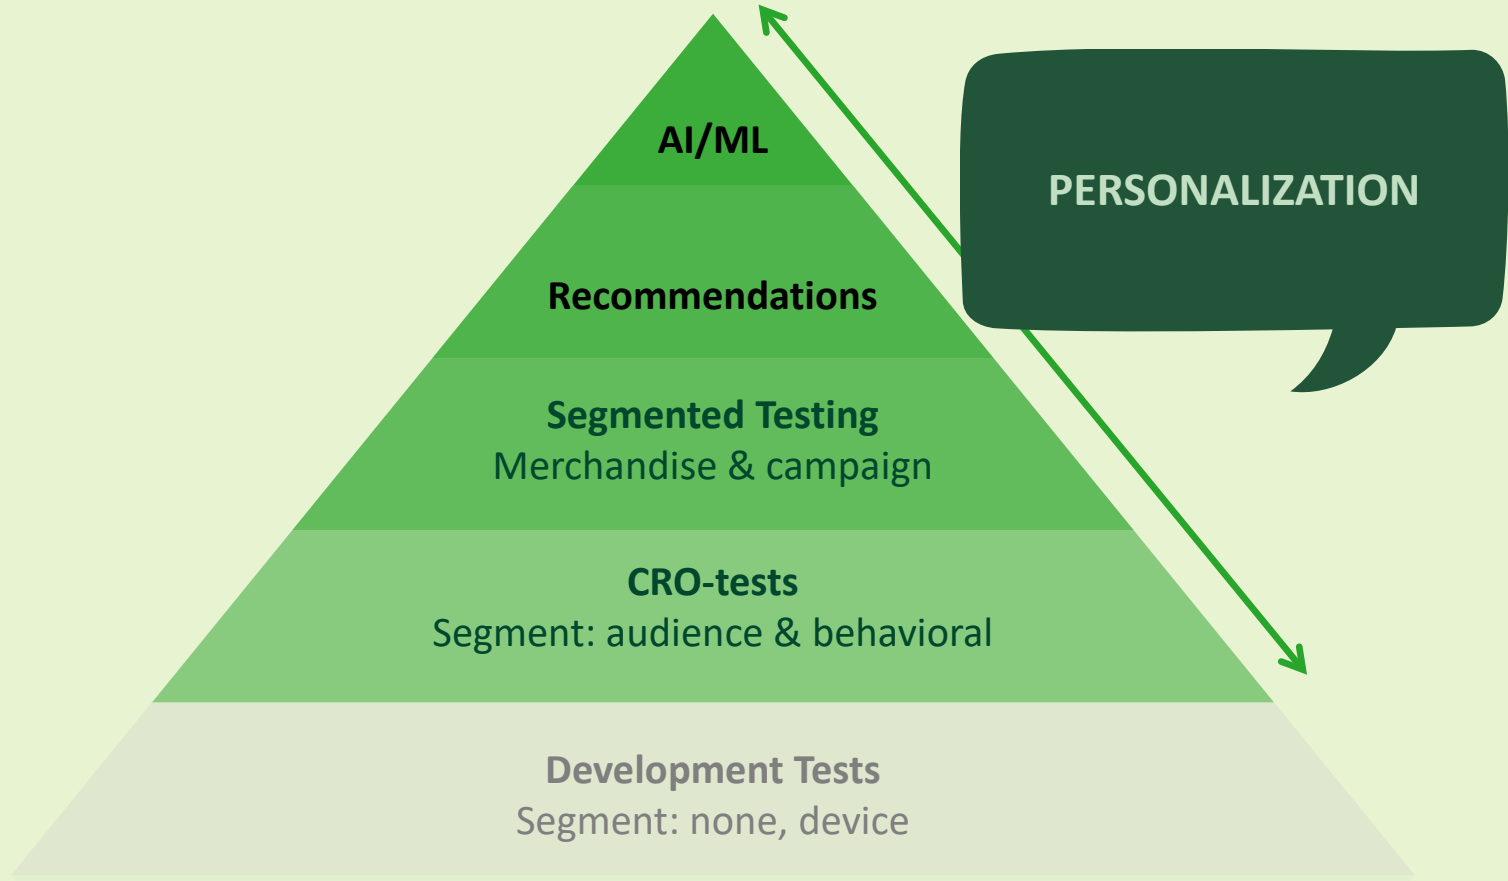 AI/ML
PERSONALIZATION
Recommendations
Segmented Testing
Merchandise & campaign
CRO-tests
Segment: audience & behavioral
Development Tests
Segment: none, device